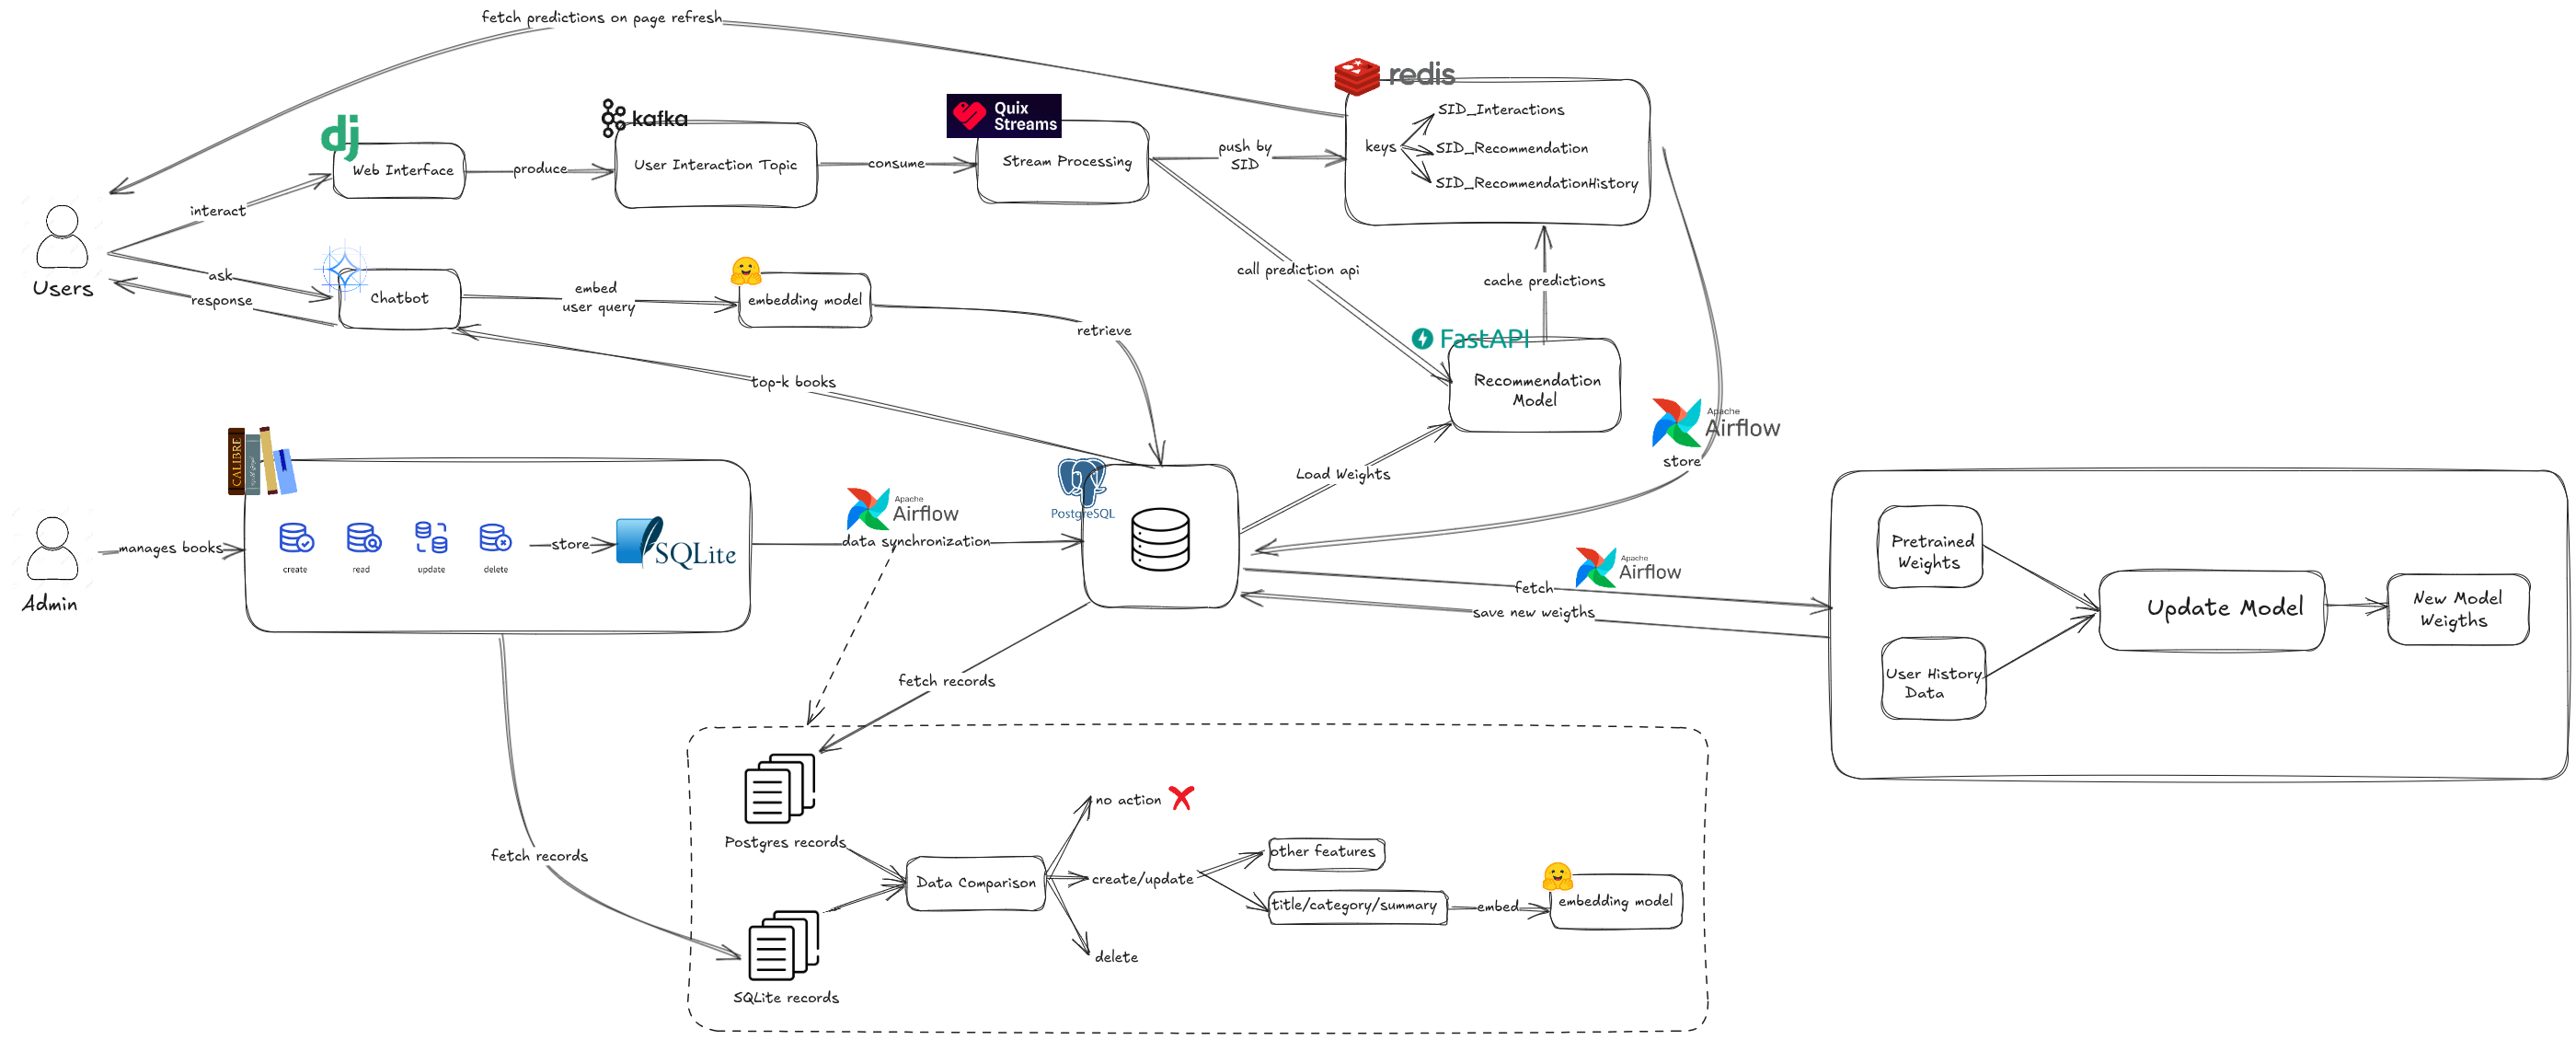 fetch predictions on page refresh
redis
SID_Interactions
keys
SID_Recommendation
SID_RecommendationHistory
dj
Web Interface
produce
kafka
User Interaction Topic
consume
Quix
Streams
Stream Processing
push by
SID
interact
Users
ask
response
Chatbot
embed
user query
embedding model
retrieve
call prediction api
cache predictions
FastAPI
Recommendation
Model
top-k books
Load Weights
Apache
Airflow
store
CALIBRE
Admin
manages books
create
read
update
delete
store
SQLite
Apache
Airflow
data synchronization
PostgreSQL
Apache
Airflow
fetch
save new weigths
Pretrained
Weights
User History
Data
Update Model
New Model
Weigths
fetch records
fetch records
Postgres records
SQLite records
Data Comparison
no action
create/update
delete
other features
title/category/summary
embed
embedding model